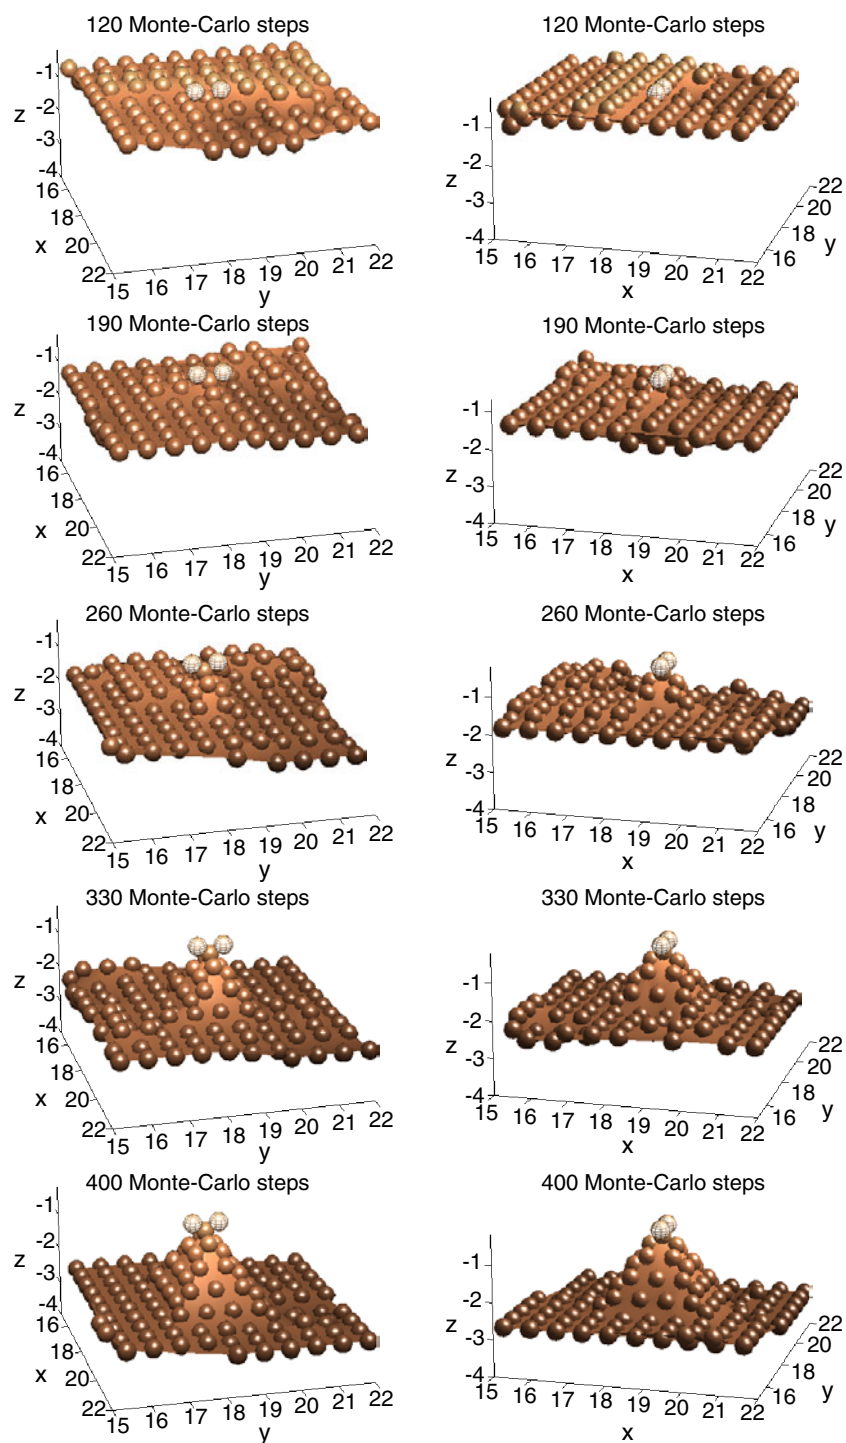 120 Monte-Carlo steps
-1
-2
-3
-4
z
16
18
20
22
x
15 16 17 18 19 20 21 22
y
120 Monte-Carlo steps
-1
-2
-3
-4
z
15 16 17 18 19 20 21 22
x
22
20
18
16
y
190 Monte-Carlo steps
-1
-2
-3
-4
z
16
18
20
22
x
15 16 17 18 19 20 21 22
y
190 Monte-Carlo steps
-1
-2
-3
-4
z
15 16 17 18 19 20 21 22
x
22
20
18
16
y
260 Monte-Carlo steps
-1
-2
-3
-4
z
16
18
20
22
x
15 16 17 18 19 20 21 22
y
260 Monte-Carlo steps
-1
-2
-3
-4
z
15 16 17 18 19 20 21 22
x
22
20
18
16
y
330 Monte-Carlo steps
-1
-2
-3
-4
z
16
18
20
22
x
15 16 17 18 19 20 21 22
y
330 Monte-Carlo steps
-1
-2
-3
-4
z
15 16 17 18 19 20 21 22
x
22
20
18
16
y
400 Monte-Carlo steps
-1
-2
-3
-4
z
16
18
20
22
x
15 16 17 18 19 20 21 22
y
400 Monte-Carlo steps
-1
-2
-3
-4
z
15 16 17 18 19 20 21 22
x
22
20
18
16
y